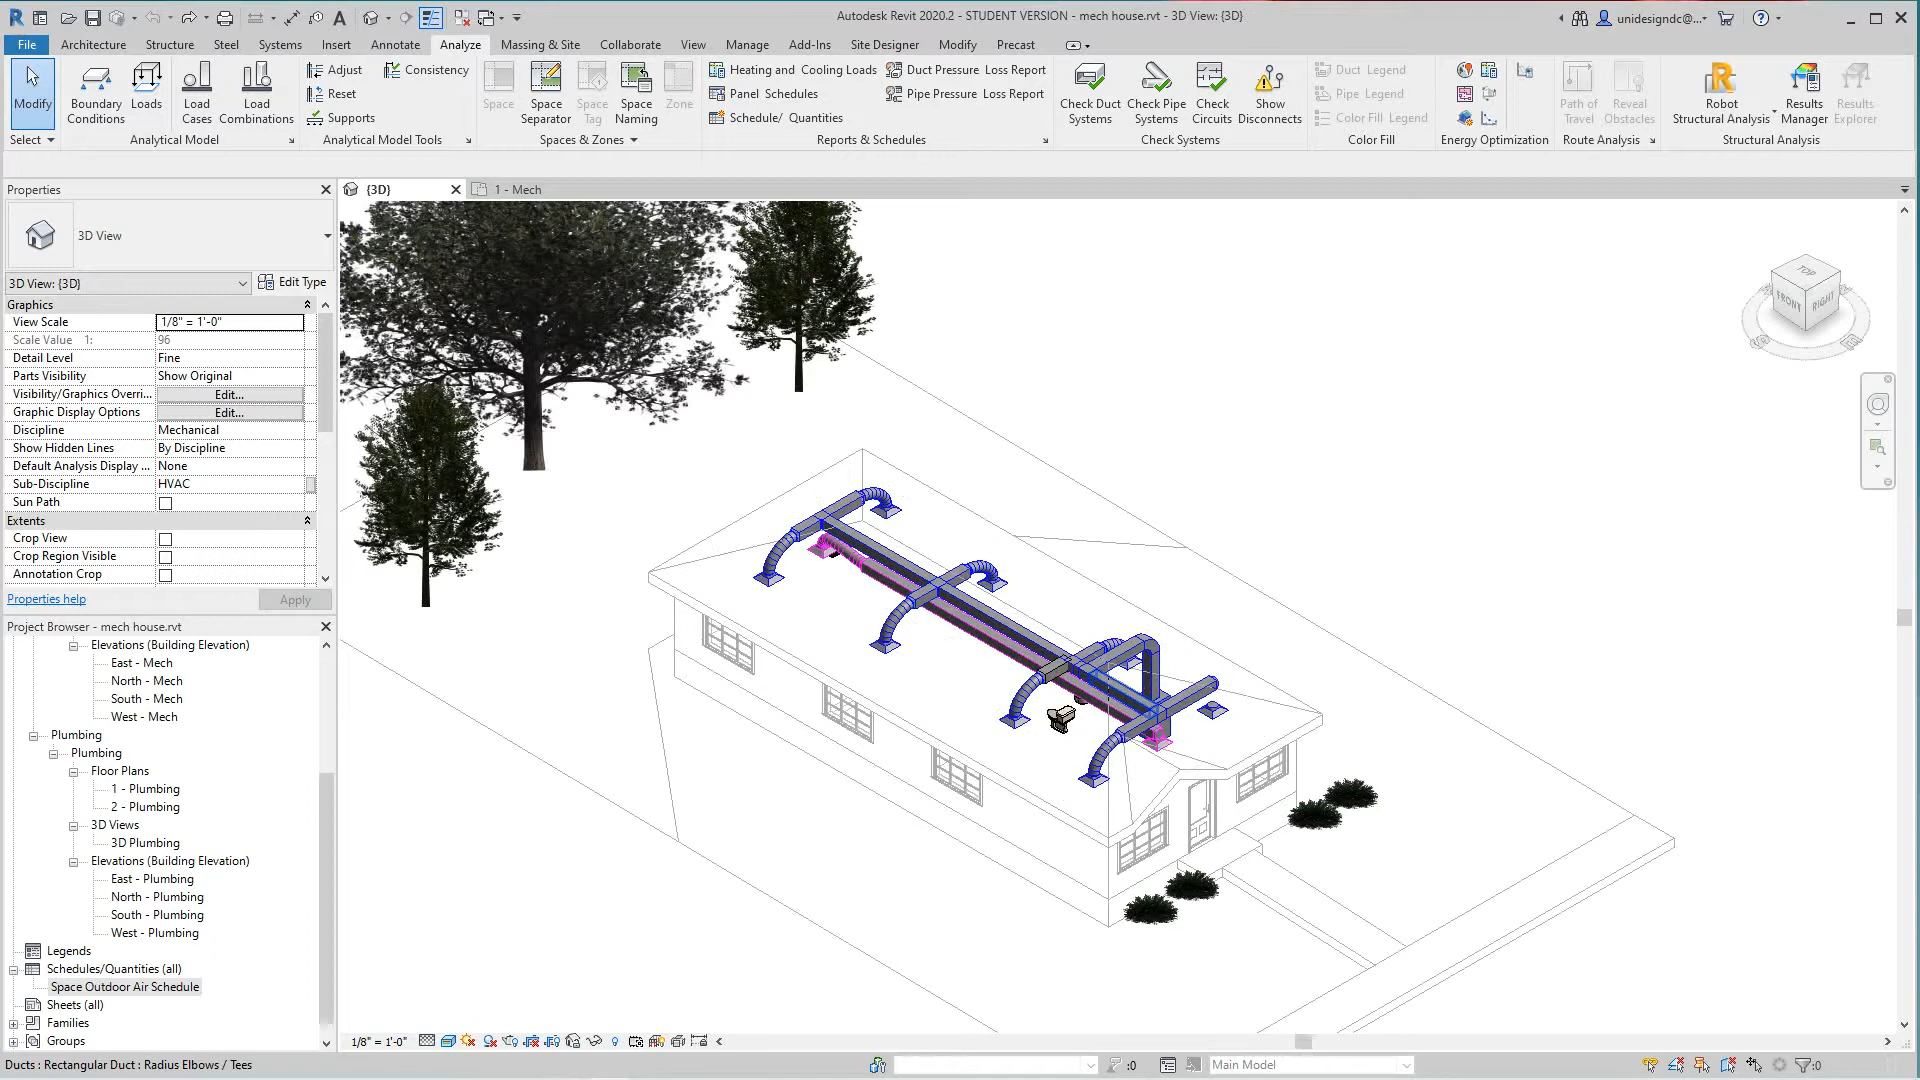 Autodesk Revit 2020.2 - STUDENT VERSION - mech house.rvt - 3D View: {3D}
unidesigndc@...
File Architecture Structure Steel Systems Insert Annotate Analyze Massing & Site Collaborate View Manage Add-Ins Site Designer Modify Precast
Modify
Boundary Conditions
Loads
Load Cases
Load Combinations
Adjust
Reset
Supports
Consistency
Space
Space Separator
Space Tag
Space Naming
Zone
Heating and Cooling Loads
Panel Schedules
Schedule/ Quantities
Duct Pressure Loss Report
Pipe Pressure Loss Report
Check Duct Systems
Check Pipe Systems
Check Circuits
Show Disconnects
Duct Legend
Pipe Legend
Color Fill Legend
Path of Travel
Reveal Obstacles
Robot Structural Analysis
Results Manager
Results Explorer
Select
Analytical Model
Analytical Model Tools
Spaces & Zones
Reports & Schedules
Check Systems
Color Fill
Energy Optimization
Route Analysis
Structural Analysis
Properties
{3D}
1 - Mech
3D View
3D View: {3D}
Edit Type
Graphics
View Scale 1/8" = 1'-0"
Scale Value 1: 96
Detail Level Fine
Parts Visibility Show Original
Visibility/Graphics Overri... Edit...
Graphic Display Options Edit...
Discipline Mechanical
Show Hidden Lines By Discipline
Default Analysis Display ... None
Sub-Discipline HVAC
Sun Path
Extents
Crop View
Crop Region Visible
Annotation Crop
Properties help
Apply
Project Browser - mech house.rvt
Elevations (Building Elevation)
East - Mech
North - Mech
South - Mech
West - Mech
Plumbing
Plumbing
Floor Plans
1 - Plumbing
2 - Plumbing
3D Views
3D Plumbing
Elevations (Building Elevation)
East - Plumbing
North - Plumbing
South - Plumbing
West - Plumbing
Legends
Schedules/Quantities (all)
Space Outdoor Air Schedule
Sheets (all)
Families
Groups
TOP
FRONT
RIGHT
1/8" = 1'-0"
Ducts : Rectangular Duct : Radius Elbows / Tees
:0
Main Model
:0